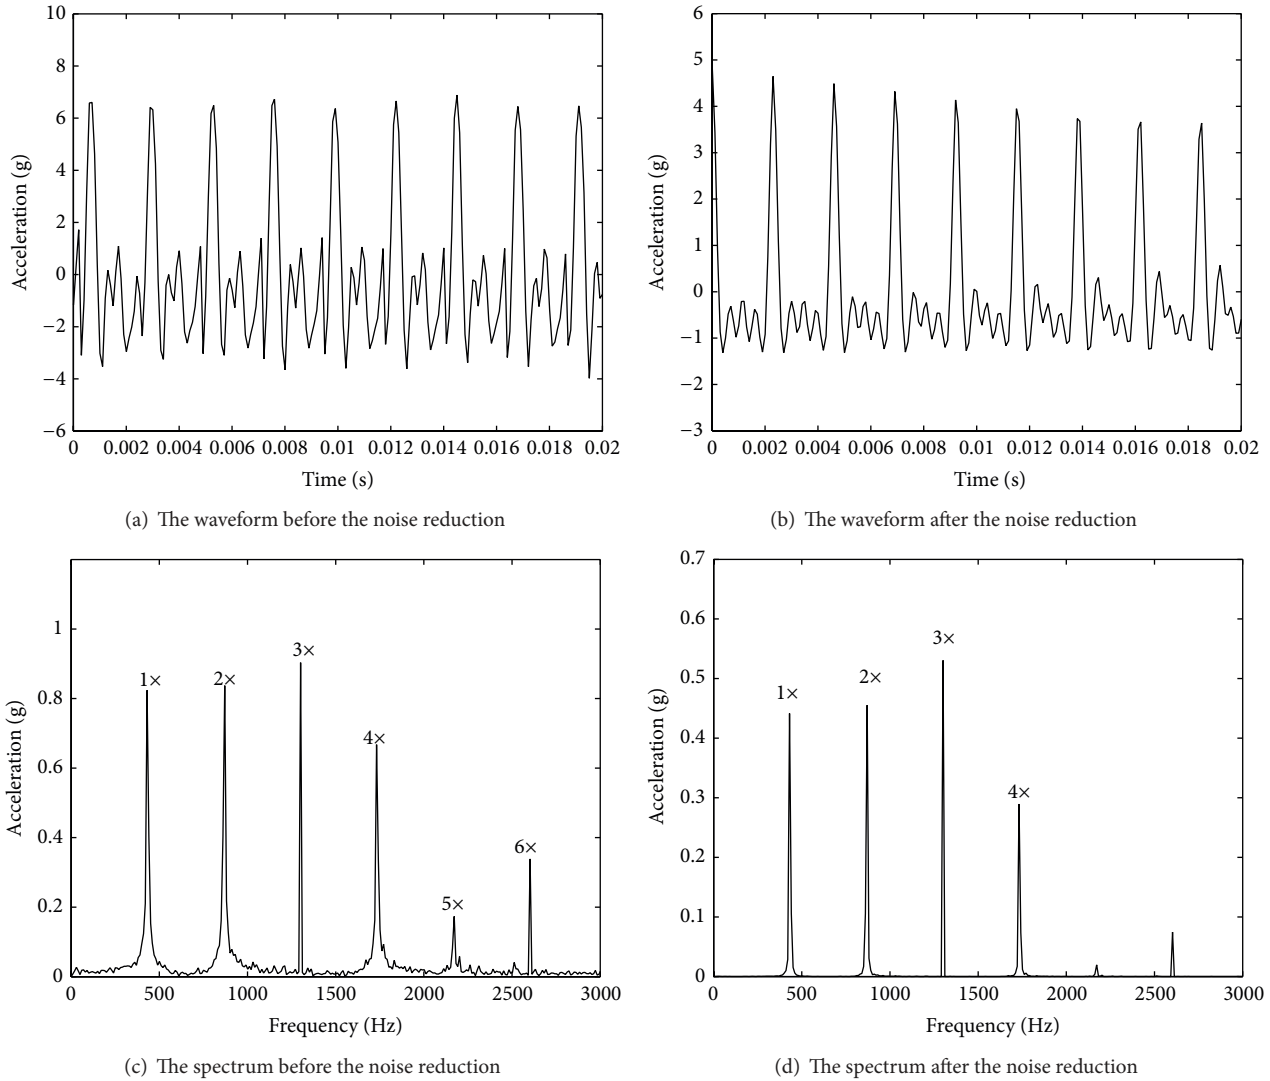 10
8
6
4
2
0
−2
−4
−6
Acceleration (g)
0 0.002 0.004 0.006 0.008 0.01 0.012 0.014 0.016 0.018 0.02
Time (s)
(a) The waveform before the noise reduction
6
5
4
3
2
1
0
−1
−2
−3
Acceleration (g)
0 0.002 0.004 0.006 0.008 0.01 0.012 0.014 0.016 0.018 0.02
Time (s)
(b) The waveform after the noise reduction
1
0.8
0.6
0.4
0.2
0
Acceleration (g)
1×
2×
3×
4×
5×
6×
0 500 1000 1500 2000 2500 3000
Frequency (Hz)
(c) The spectrum before the noise reduction
0.7
0.6
0.5
0.4
0.3
0.2
0.1
0
Acceleration (g)
1×
2×
3×
4×
0 500 1000 1500 2000 2500 3000
Frequency (Hz)
(d) The spectrum after the noise reduction